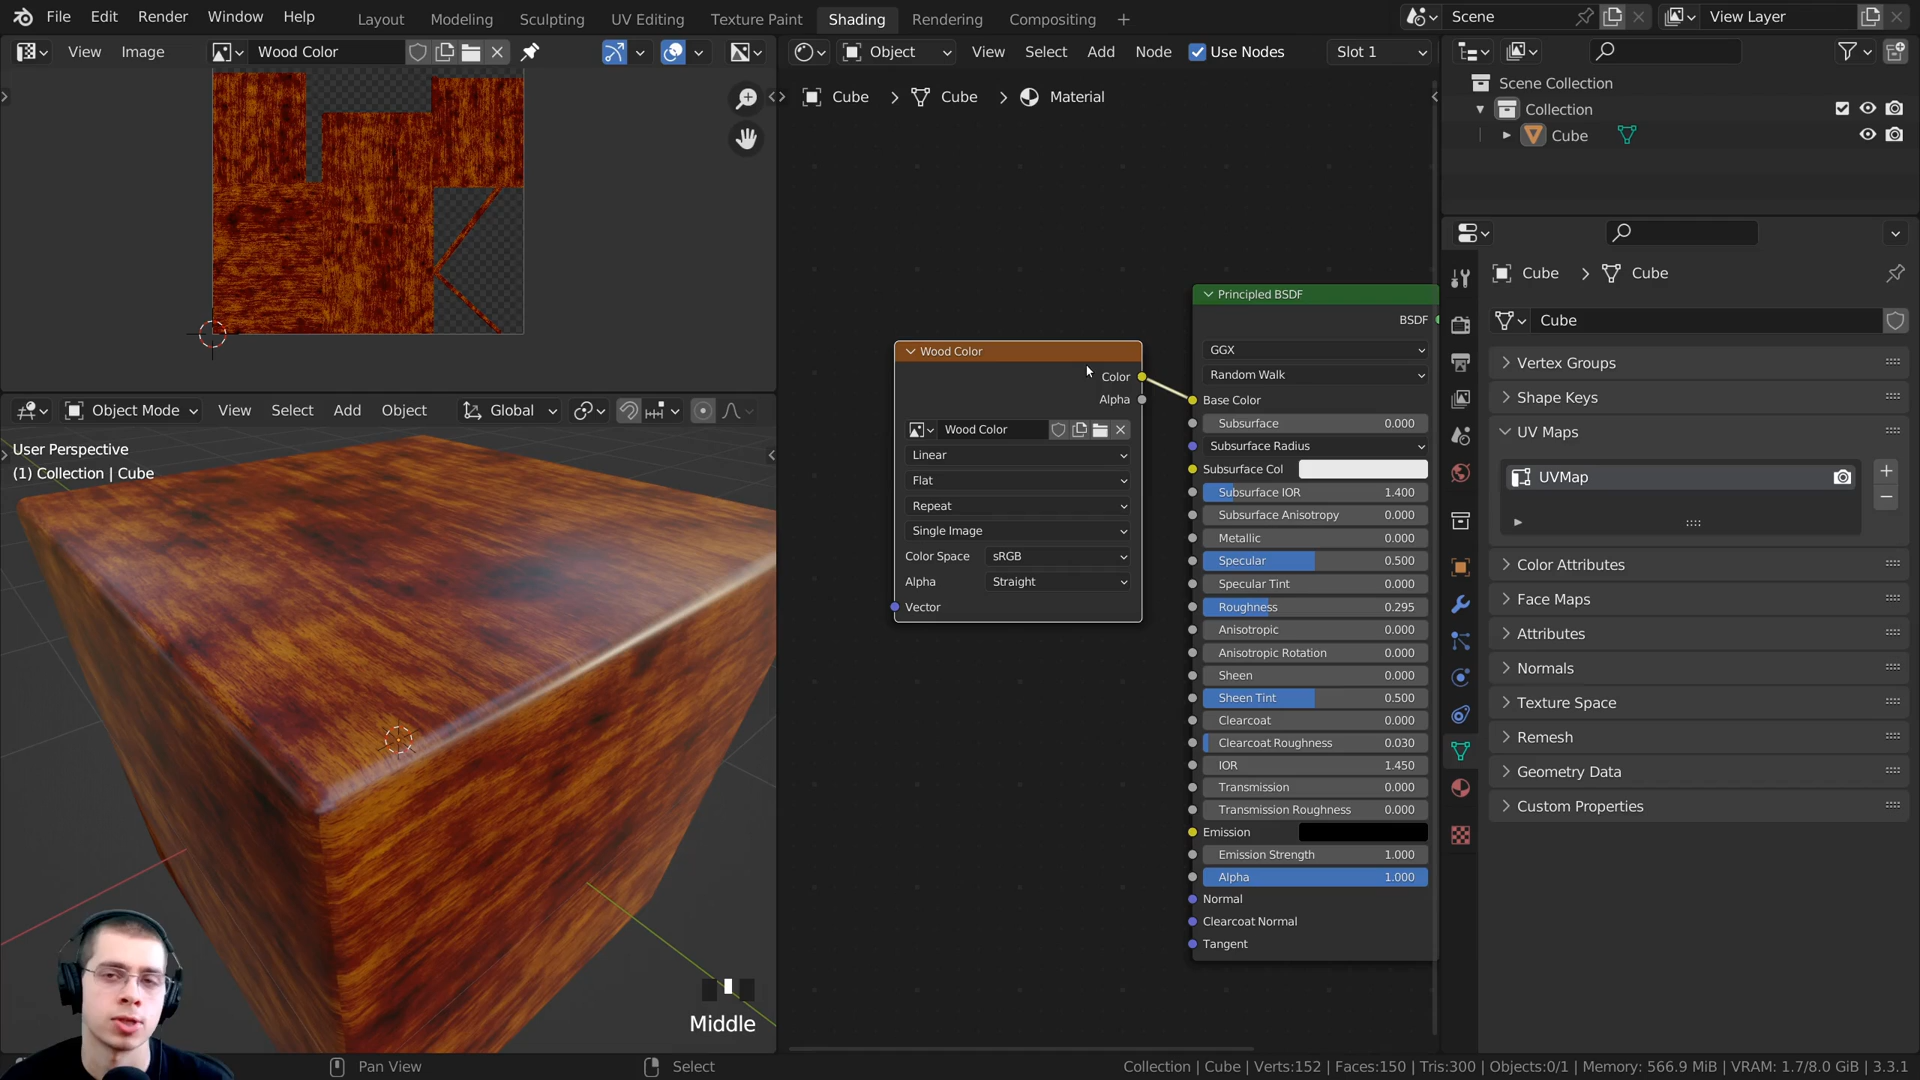 File Edit Render Window Help Layout Modeling Sculpting UV Editing Texture Paint Shading Rendering Compositing + Scene View Layer
View Image Wood Color Object View Select Add Node Use Nodes Slot 1
Cube > Cube > Material
Scene Collection
Collection
Cube
Cube > Cube
Cube
Vertex Groups
Shape Keys
UV Maps
UVMap
Color Attributes
Face Maps
Attributes
Normals
Texture Space
Remesh
Geometry Data
Custom Properties
Wood Color
Color
Alpha
Wood Color
Linear
Flat
Repeat
Single Image
Color Space sRGB
Alpha Straight
Vector
Principled BSDF
BSDF
GGX
Random Walk
Base Color
Subsurface 0.000
Subsurface Radius
Subsurface Col
Subsurface IOR 1.400
Subsurface Anisotropy 0.000
Metallic 0.000
Specular 0.500
Specular Tint 0.000
Roughness 0.295
Anisotropic 0.000
Anisotropic Rotation 0.000
Sheen 0.000
Sheen Tint 0.500
Clearcoat 0.000
Clearcoat Roughness 0.030
IOR 1.450
Transmission 0.000
Transmission Roughness 0.000
Emission
Emission Strength 1.000
Alpha 1.000
Normal
Clearcoat Normal
Tangent
Object Mode View Select Add Object Global
User Perspective
(1) Collection | Cube
Middle
Pan View Select Collection | Cube | Verts:152 | Faces:150 | Tris:300 | Objects:0/1 | Memory: 566.9 MiB | VRAM: 1.7/8.0 GiB | 3.3.1